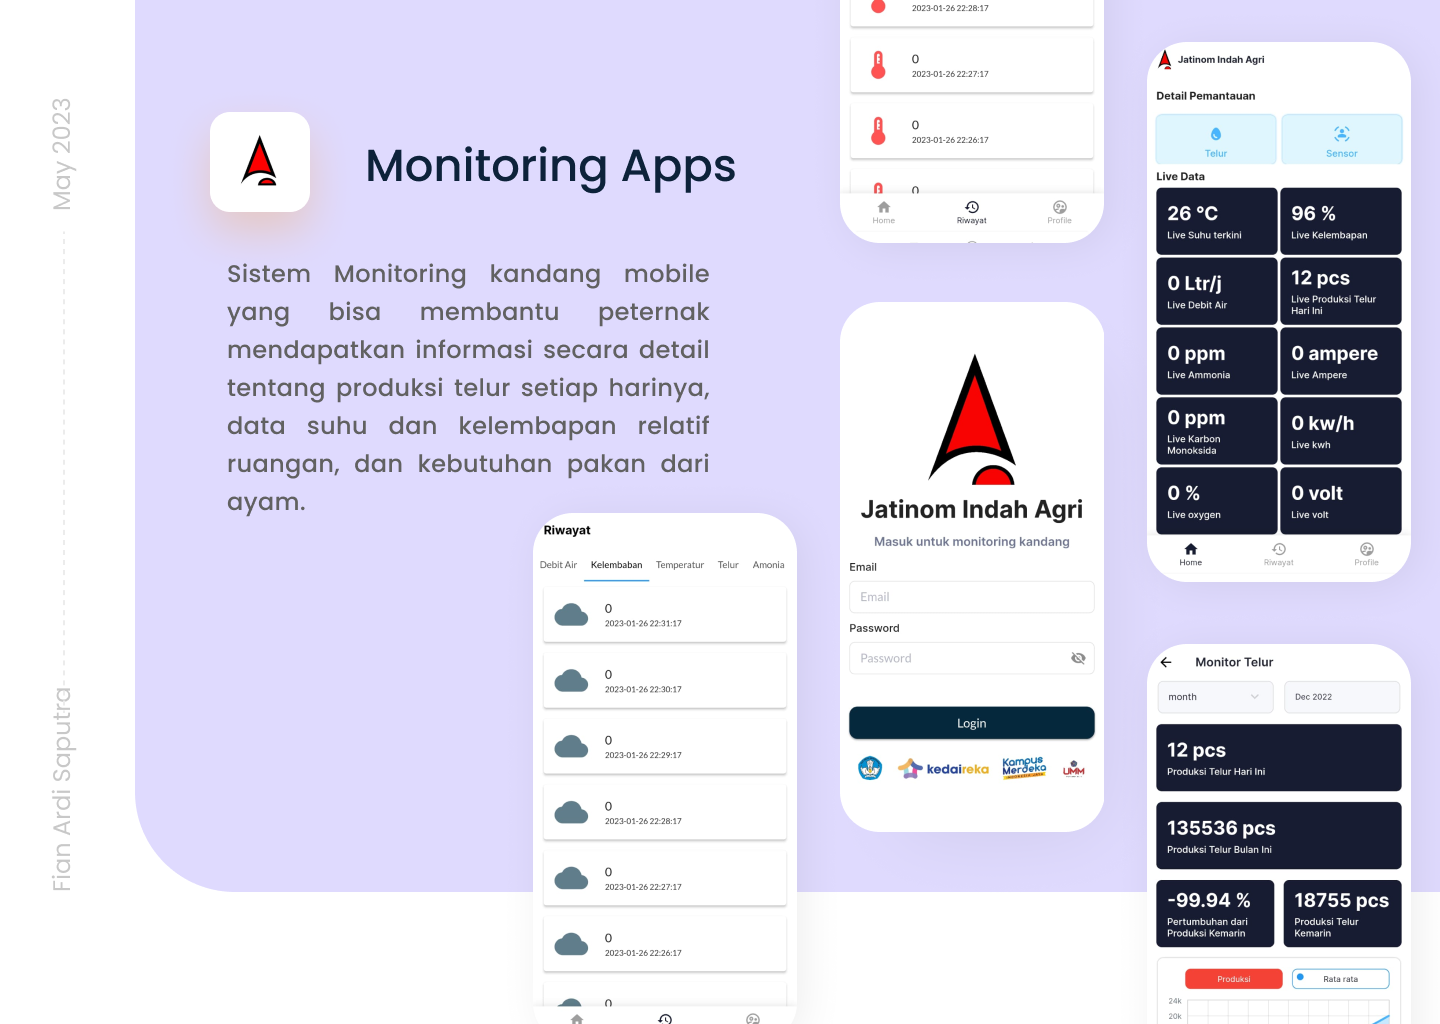 May 2023
Fian Ardi Saputra
Monitoring Apps
Sistem Monitoring kandang mobile
yang bisa membantu peternak
mendapatkan informasi secara detail
tentang produksi telur setiap harinya,
data suhu dan kelembapan relatif
ruangan, dan kebutuhan pakan dari
ayam.
Riwayat
Debit Air Kelembaban Temperatur Telur Amonia
0
2023-01-26 22:31:17
0
2023-01-26 22:30:17
0
2023-01-26 22:29:17
0
2023-01-26 22:28:17
0
2023-01-26 22:27:17
0
2023-01-26 22:26:17
0
2023-01-26 22:28:17
0
2023-01-26 22:27:17
0
2023-01-26 22:26:17
0
Home Riwayat Profile
Jatinom Indah Agri
Masuk untuk monitoring kandang
Email
Email
Password
Password
Login
kedaireka
Kampus
Merdeka
UMM
Jatinom Indah Agri
Detail Pemantauan
Telur Sensor
Live Data
26 °C
Live Suhu terkini
96 %
Live Kelembapan
0 Ltr/j
Live Debit Air
12 pcs
Live Produksi Telur
Hari Ini
0 ppm
Live Ammonia
0 ampere
Live Ampere
0 ppm
Live Karbon
Monoksida
0 kw/h
Live kwh
0 %
Live oxygen
0 volt
Live volt
Home Riwayat Profile
Monitor Telur
month Dec 2022
12 pcs
Produksi Telur Hari Ini
135536 pcs
Produksi Telur Bulan Ini
-99.94 %
Pertumbuhan dari
Produksi Kemarin
18755 pcs
Produksi Telur
Kemarin
Produksi Rata rata
24k
20k